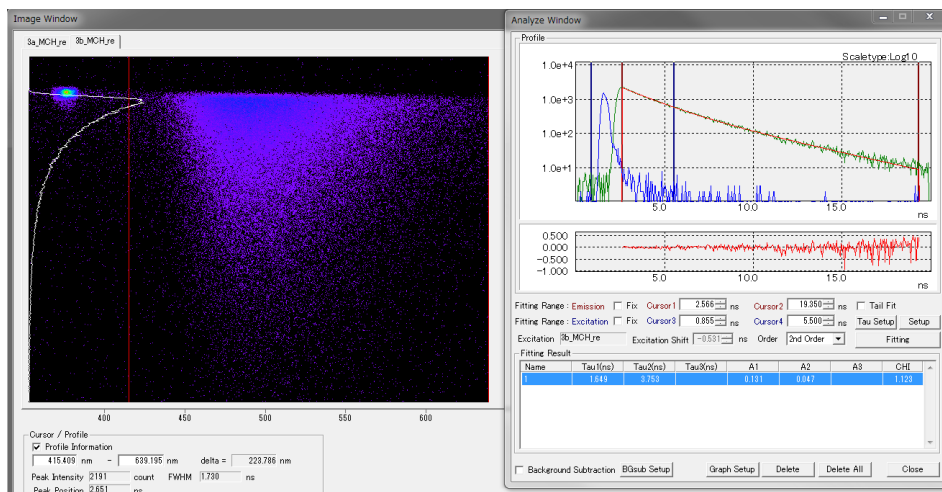 Image Window
3a_MCH_re 3b_MCH_re
400 450 500 550 600
Cursor / Profile
Profile Information
415.409 nm - 639.195 nm delta = 223.786 nm
Peak Intensity 2191 count FWHM 1.730 ns
Peak Position 2.651 ns
Analyze Window
Profile
Scaletype:Log10
1.0e+4
1.0e+3
1.0e+2
1.0e+1
5.0 10.0 15.0
ns
0.500
0.000
-0.500
-1.000
5.0 10.0 15.0
ns
Fitting Range : Emission Fix Cursor1 2.566 ns Cursor2 19.350 ns Tail Fit
Fitting Range : Excitation Fix Cursor3 0.855 ns Cursor4 5.500 ns Tau Setup Setup
Excitation 3b_MCH_re Excitation Shift -0.531 ns Order 2nd Order Fitting
Fitting Result
Name Tau1(ns) Tau2(ns) Tau3(ns) A1 A2 A3 CHI
1 1.649 3.753 0.131 0.047 1.123
Background Subtraction BGsub Setup Graph Setup Delete Delete All Close